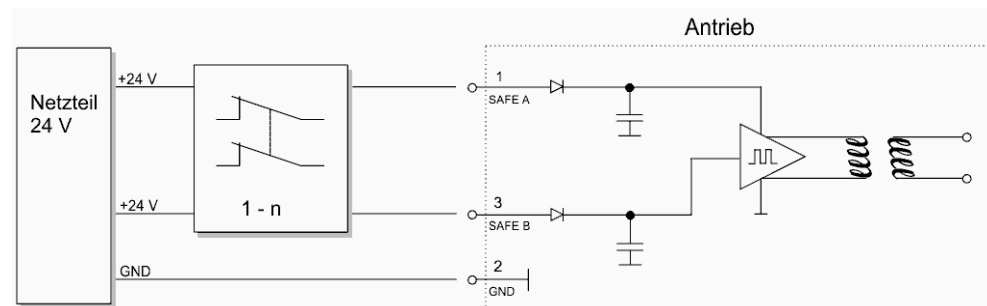 Antrieb
Netzteil
24 V
+24 V
+24 V
GND
1 - n
1
SAFE A
3
SAFE B
2
GND